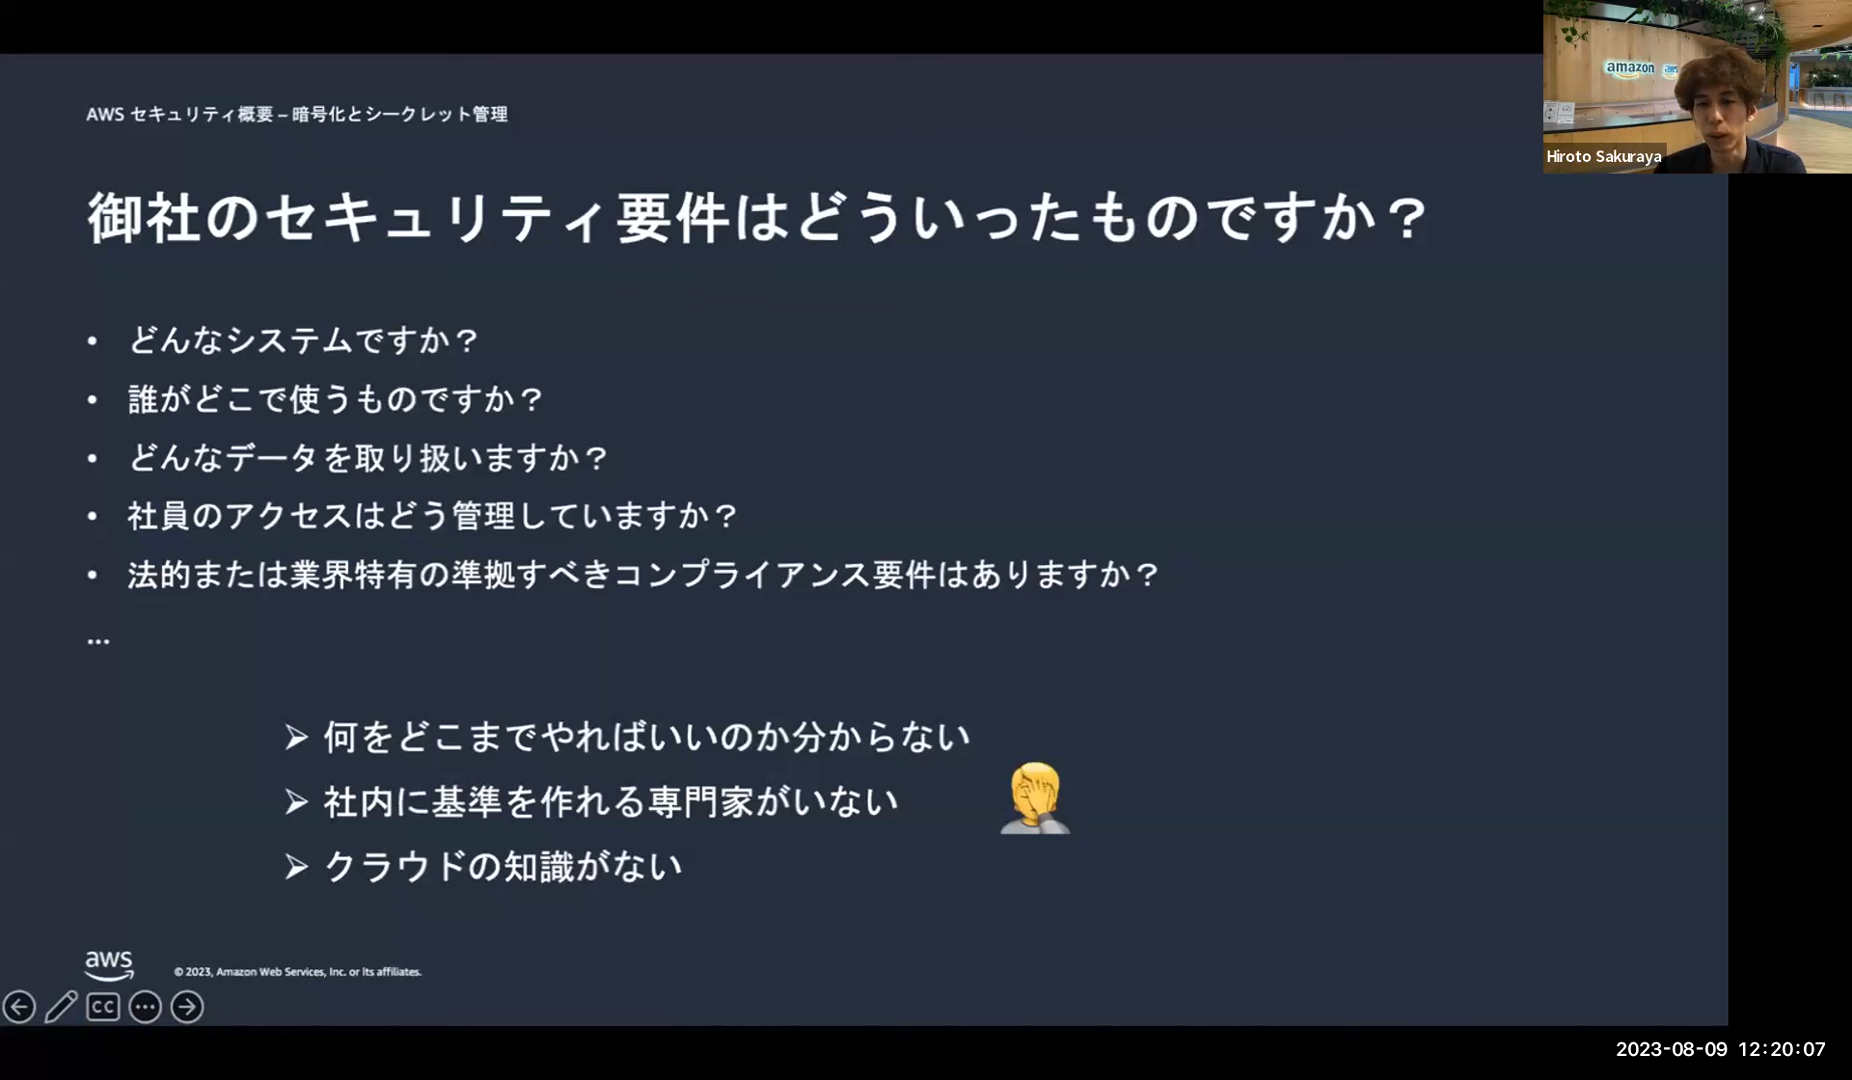 amazon
aws
Hiroto Sakuraya
AWS セキュリティ概要 – 暗号化とシークレット管理
御社のセキュリティ要件はどういったものですか？
• どんなシステムですか？
• 誰がどこで使うものですか？
• どんなデータを取り扱いますか？
• 社員のアクセスはどう管理していますか？
• 法的または業界特有の準拠すべきコンプライアンス要件はありますか？
...
➢ 何をどこまでやればいいのか分からない
➢ 社内に基準を作れる専門家がいない
➢ クラウドの知識がない
aws
© 2023, Amazon Web Services, Inc. or its affiliates.
CC
2023-08-09 12:20:07